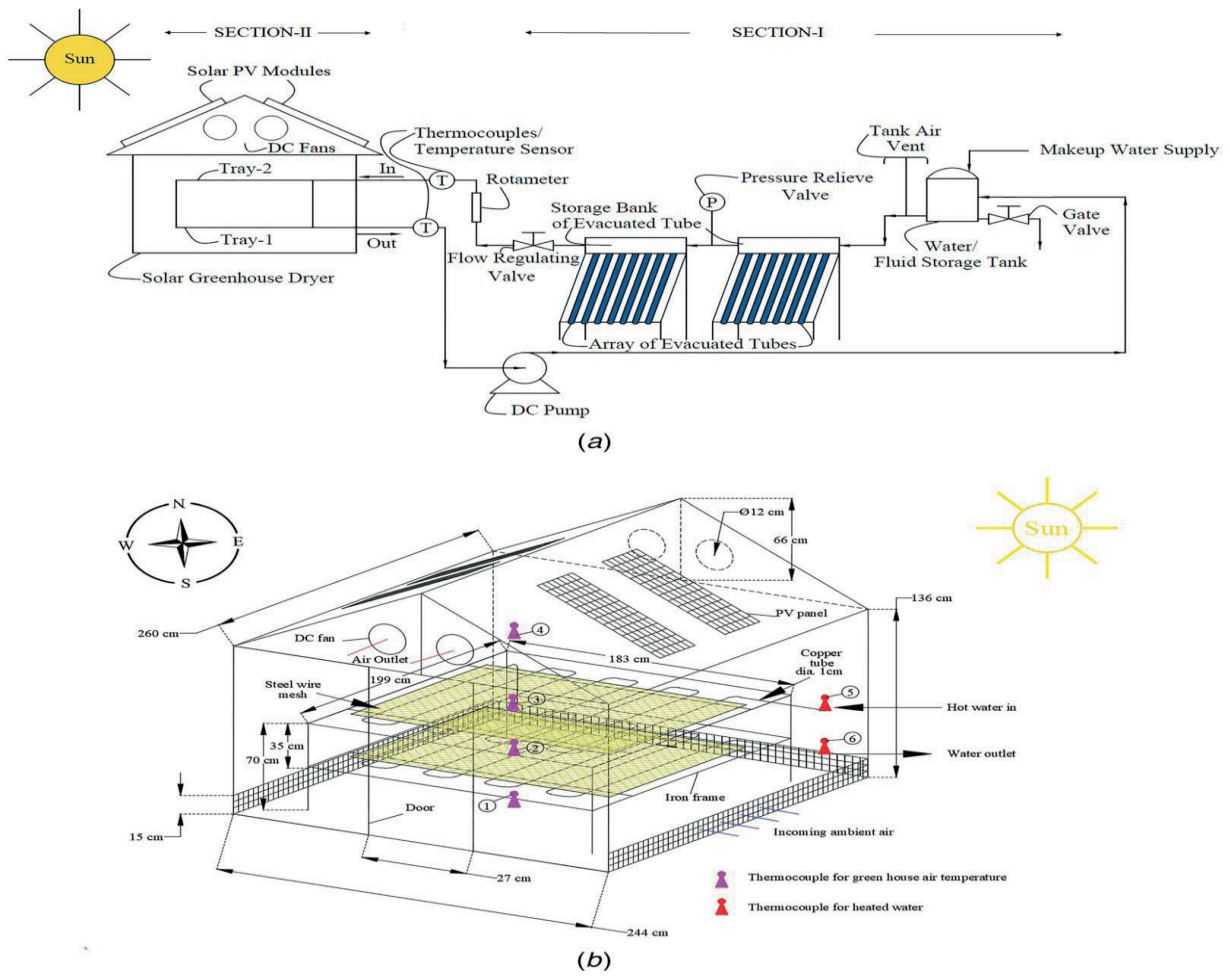 SECTION-II
SECTION-I
Sun
Solar PV Modules
DC Fans
Thermocouples/
Temperature Sensor
Tank Air
Vent
Makeup Water Supply
Tray-2
In
T
Rotameter
Pressure Relieve
Valve
P
Storage Bank
of Evacuated Tube
Gate
Valve
Tray-1
Out
T
Flow Regulating
Valve
Water/
Fluid Storage Tank
Solar Greenhouse Dryer
Array of Evacuated Tubes
DC Pump
(a)
N
W
E
S
Ø12 cm
66 cm
Sun
136 cm
PV panel
260 cm
DC fan
4
Air Outlet
183 cm
Copper
tube
dia. 1cm
199 cm
Steel wire
mesh
3
5
Hot water in
35 cm
70 cm
2
6
Water outlet
1
Iron frame
Door
15 cm
Incoming ambient air
27 cm
Thermocouple for green house air temperature
Thermocouple for heated water
244 cm
(b)